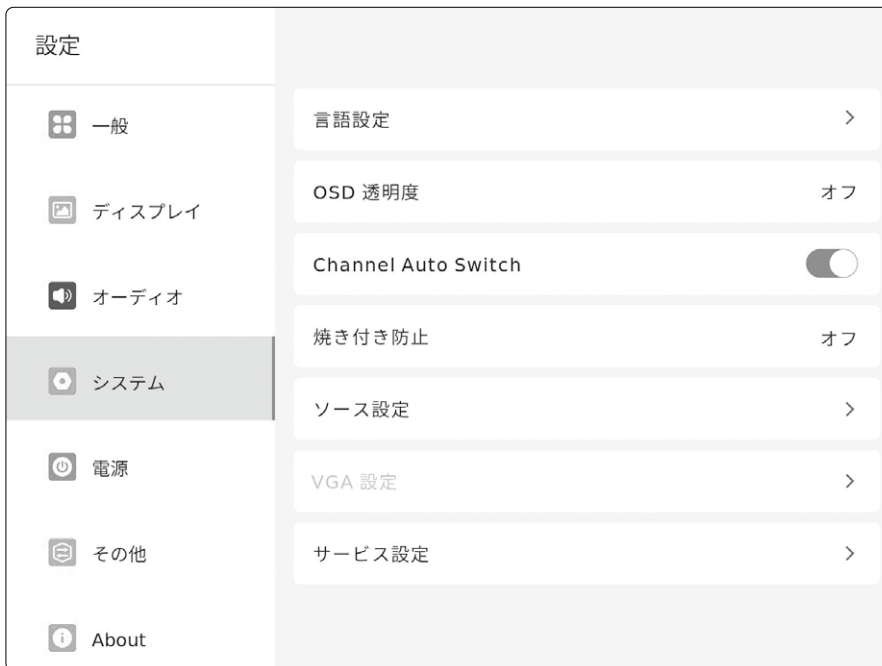 設定
一般
ディスプレイ
オーディオ
システム
電源
その他
About
言語設定
OSD 透明度
オフ
Channel Auto Switch
焼き付き防止
オフ
ソース設定
VGA 設定
サービス設定